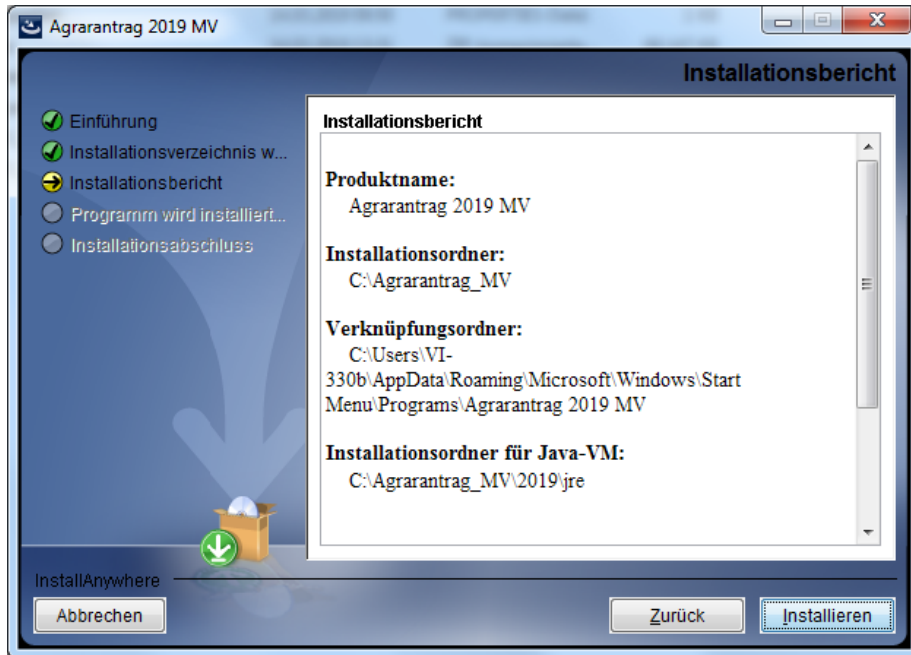 Agrarantrag 2019 MV
Installationsbericht
Einführung
Installationsverzeichnis w...
Installationsbericht
Programm wird installiert...
Installationsabschluss
Installationsbericht
Produktname:
Agrarantrag 2019 MV
Installationsordner:
C:\Agrarantrag_MV
Verknüpfungsordner:
C:\Users\VI-
330b\AppData\Roaming\Microsoft\Windows\Start
Menu\Programs\Agrarantrag 2019 MV
Installationsordner für Java-VM:
C:\Agrarantrag_MV\2019\jre
InstallAnywhere
Abbrechen
Zurück
Installieren